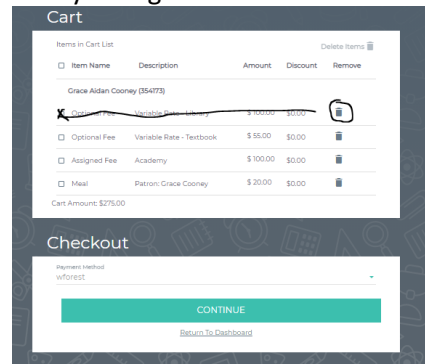 Cart
Items in Cart List Delete Items
Item Name Description Amount Discount Remove
Grace Aidan Cooney (354173)
Optional Fee Variable Rate - Library $ 100.00 $0.00
Optional Fee Variable Rate - Textbook $ 55.00 $0.00
Assigned Fee Academy $ 100.00 $0.00
Meal Patron: Grace Cooney $ 20.00 $0.00
Cart Amount: $275.00
Checkout
Payment Method
wforest
CONTINUE
Return To Dashboard